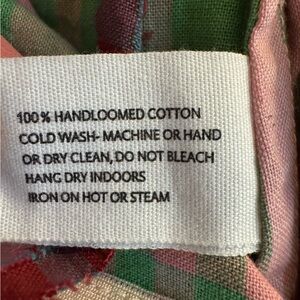 100% HANDLOOMED COTTON
COLD WASH- MACHINE OR HAND
OR DRY CLEAN, DO NOT BLEACH
HANG DRY INDOORS
IRON ON HOT OR STEAM